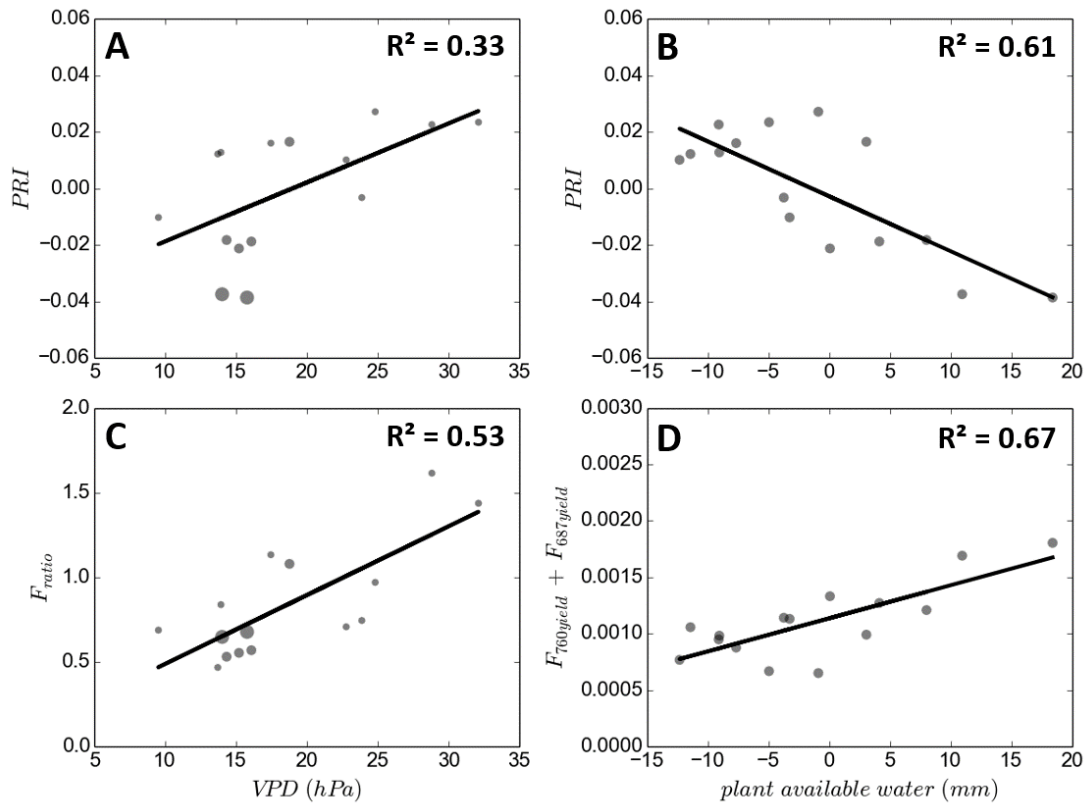 A
R² = 0.33
PRI
0.06
0.04
0.02
0.00
−0.02
−0.04
−0.06
5 10 15 20 25 30 35
B
R² = 0.61
PRI
0.06
0.04
0.02
0.00
−0.02
−0.04
−0.06
−15 −10 −5 0 5 10 15 20
C
R² = 0.53
F_ratio
2.0
1.5
1.0
0.5
0.0
5 10 15 20 25 30 35
VPD (hPa)
D
R² = 0.67
F_760yield + F_687yield
0.0030
0.0025
0.0020
0.0015
0.0010
0.0005
0.0000
−15 −10 −5 0 5 10 15 20
plant available water (mm)